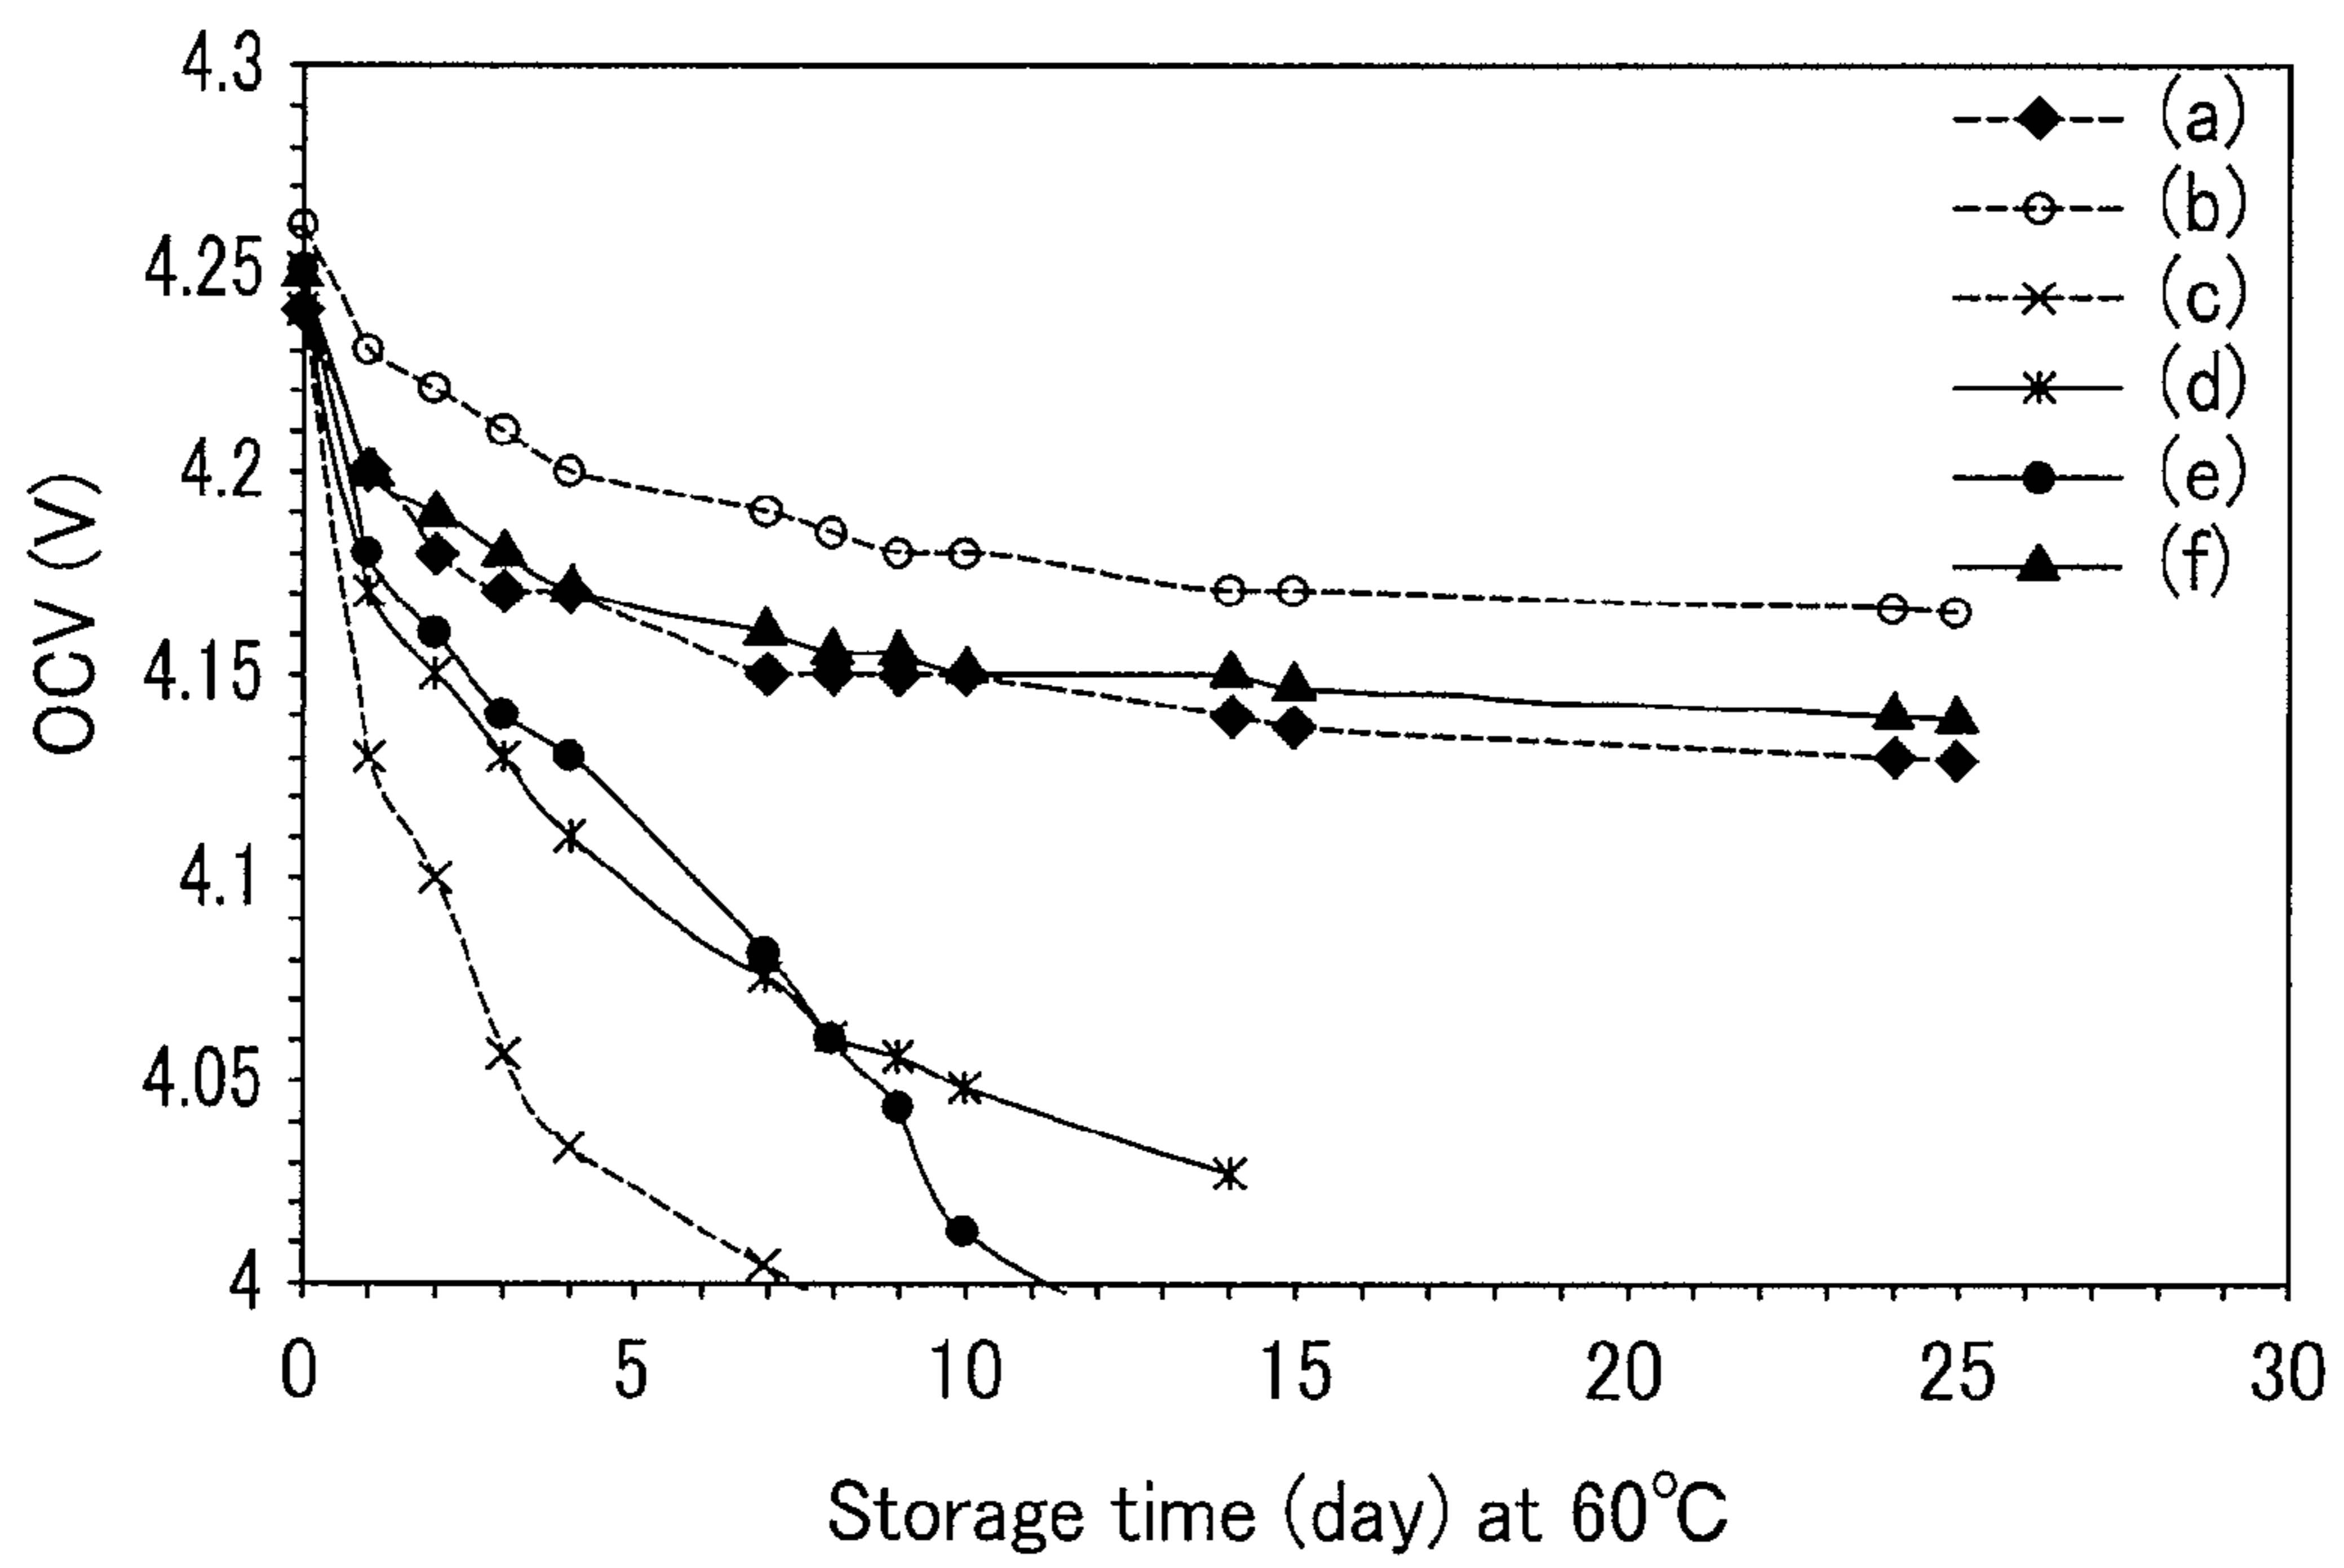 4.3
4.25
4.2
4.15
4.1
4.05
4
OCV (V)
(a)
(b)
(c)
(d)
(e)
(f)
0 5 10 15 20 25 30
Storage time (day) at 60°C